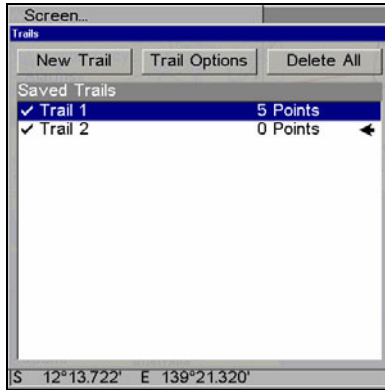 Screen...
Trails
New Trail Trail Options Delete All
Saved Trails
✓ Trail 1 5 Points
✓ Trail 2 0 Points
S 12°13.722' E 139°21.320'